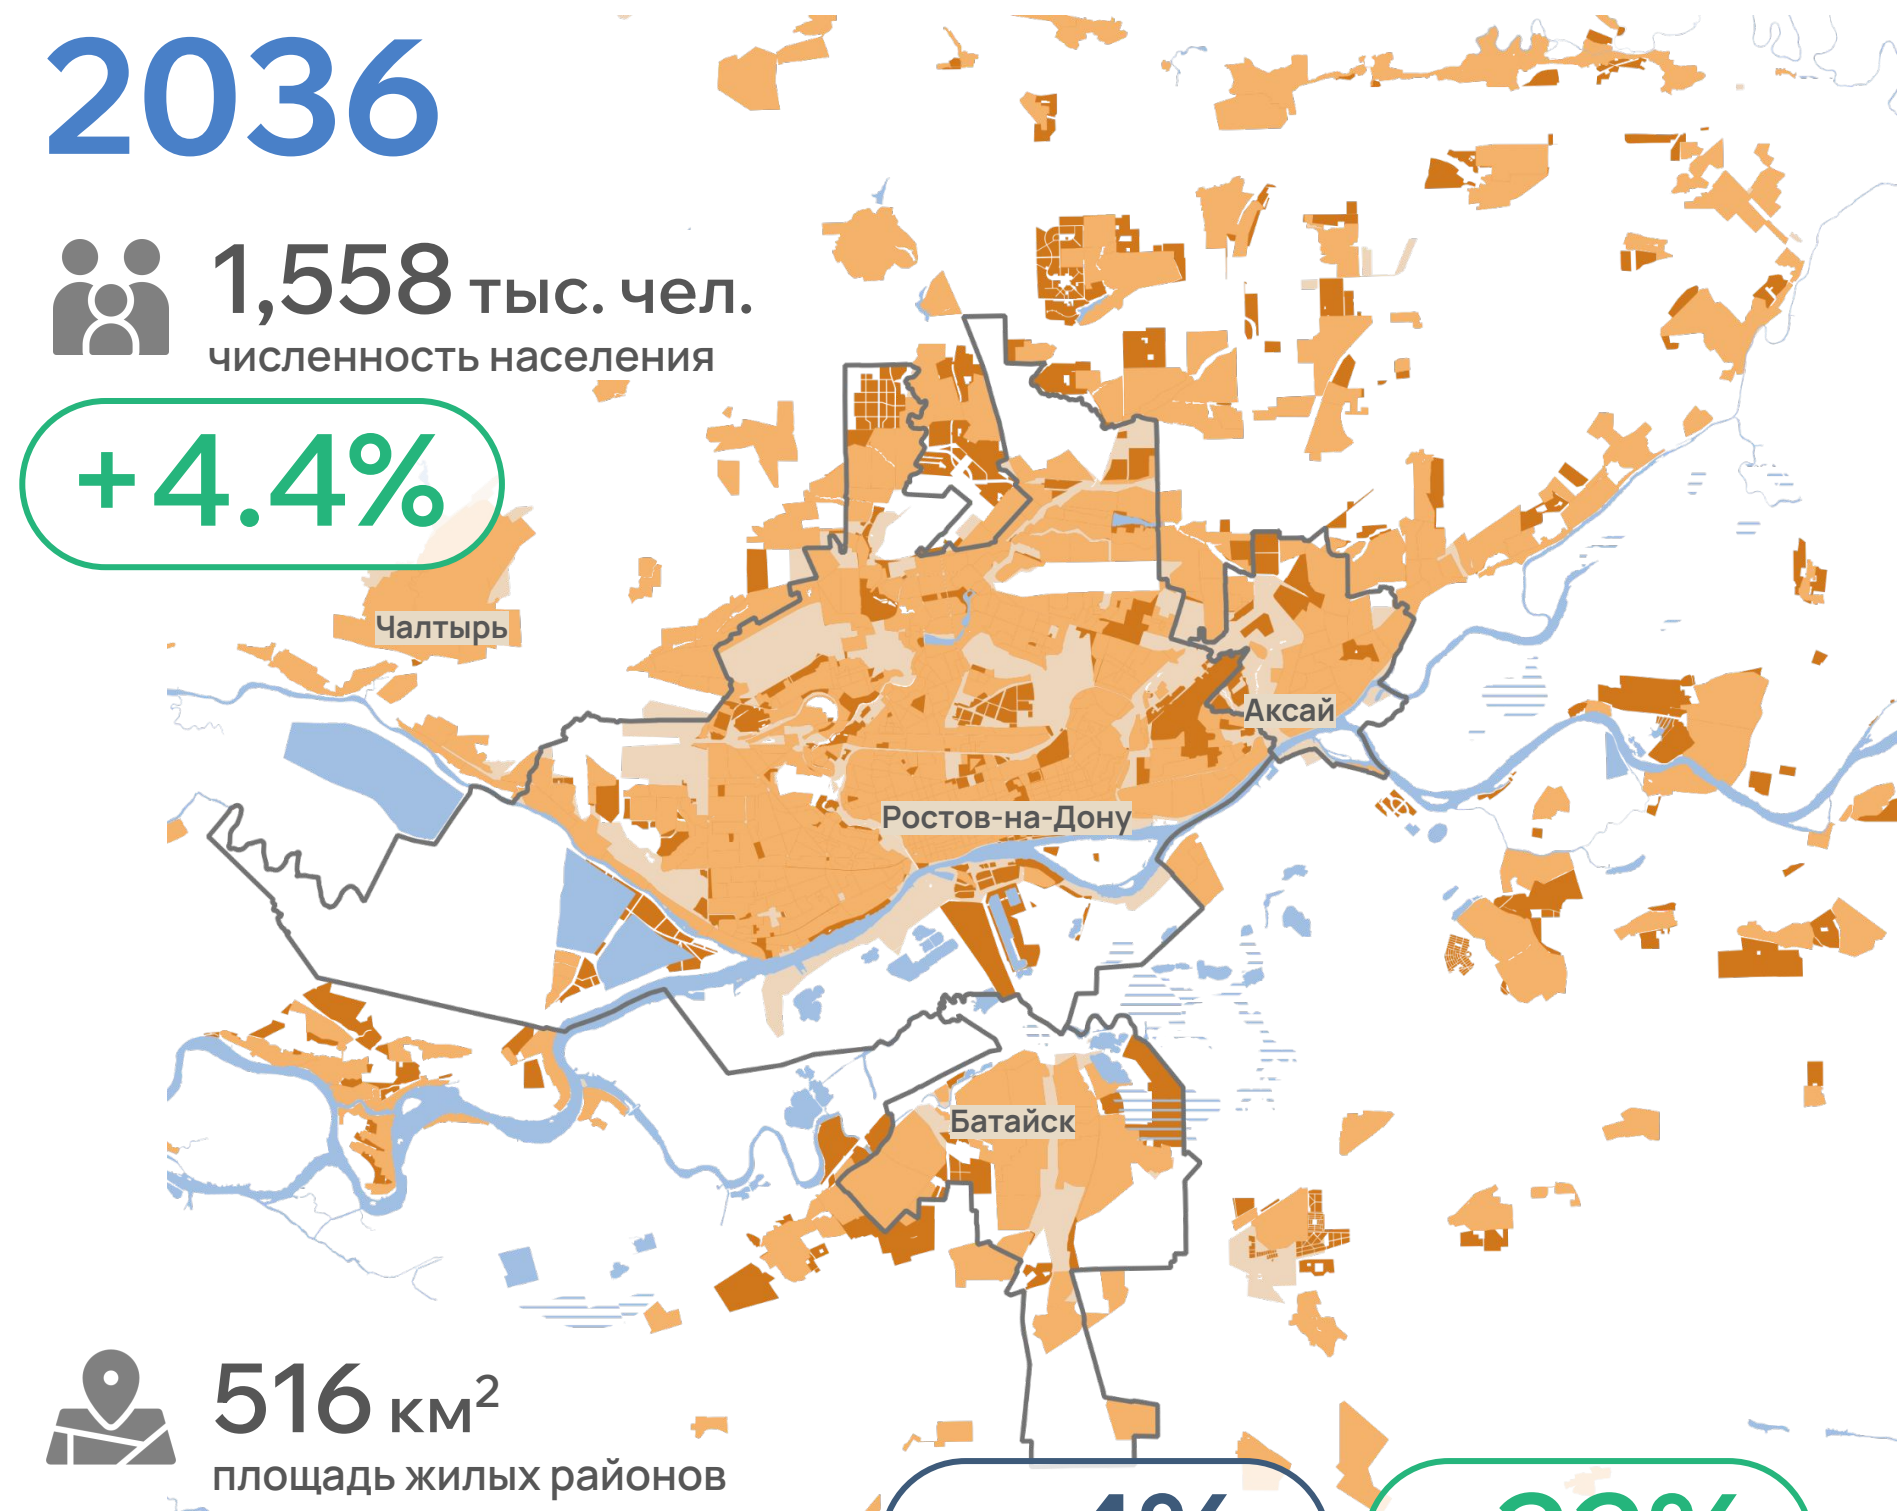 2036
1,558 тыс. чел.
численность населения
+4.4%
Чалтырь
Аксай
Ростов-на-Дону
Батайск
516 км²
площадь жилых районов